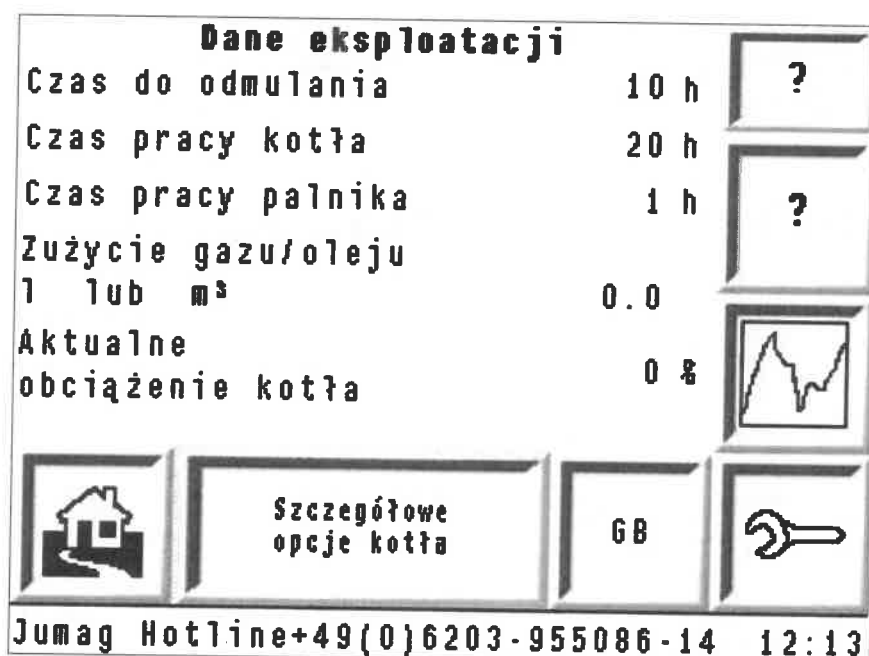 Dane eksploatacji
Czas do odmulania 10 h
?
Czas pracy kotła 20 h
Czas pracy palnika 1 h
?
Zużycie gazu/oleju
l lub m³ 0.0
Aktualne
obciążenie kotła 0 %
Szczegółowe
opcje kotła
GB
Jumag Hotline+49(0)6203-955086-14 12:13